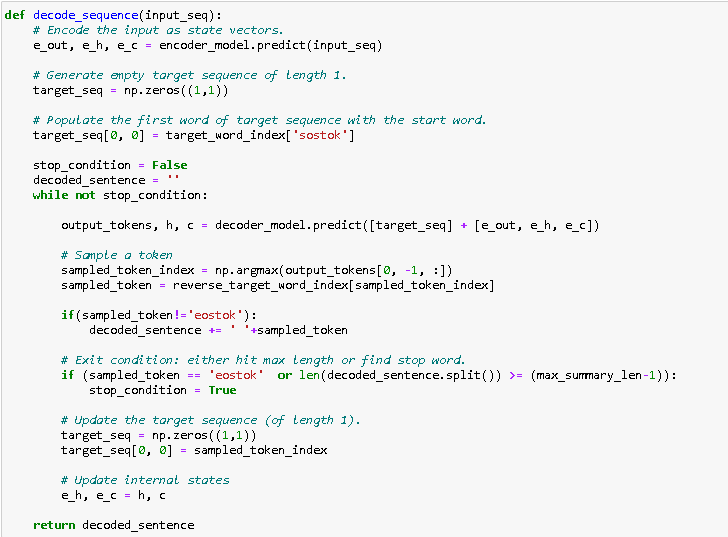 def decode_sequence(input_seq):
    # Encode the input as state vectors.
    e_out, e_h, e_c = encoder_model.predict(input_seq)

    # Generate empty target sequence of length 1.
    target_seq = np.zeros((1,1))

    # Populate the first word of target sequence with the start word.
    target_seq[0, 0] = target_word_index['sostok']

    stop_condition = False
    decoded_sentence = ''
    while not stop_condition:

        output_tokens, h, c = decoder_model.predict([target_seq] + [e_out, e_h, e_c])

        # Sample a token
        sampled_token_index = np.argmax(output_tokens[0, -1, :])
        sampled_token = reverse_target_word_index[sampled_token_index]

        if(sampled_token!='eostok'):
            decoded_sentence += ' '+sampled_token

        # Exit condition: either hit max length or find stop word.
        if (sampled_token == 'eostok'  or len(decoded_sentence.split()) >= (max_summary_len-1)):
            stop_condition = True

        # Update the target sequence (of length 1).
        target_seq = np.zeros((1,1))
        target_seq[0, 0] = sampled_token_index

        # Update internal states
        e_h, e_c = h, c

    return decoded_sentence